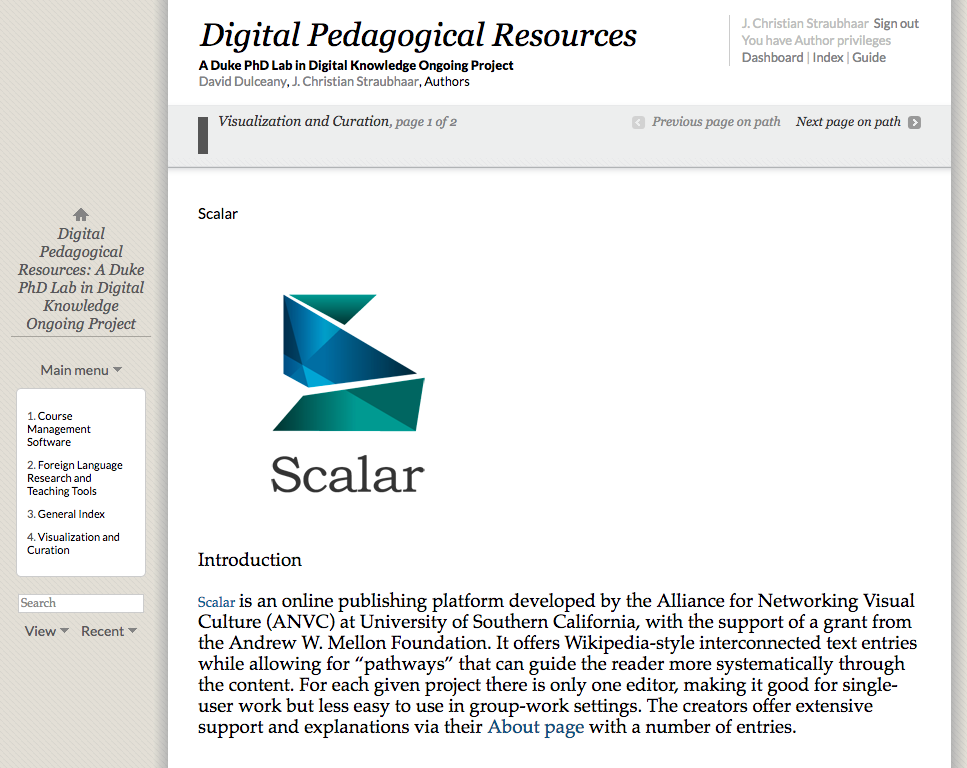 Digital Pedagogical Resources
A Duke PhD Lab in Digital Knowledge Ongoing Project
David Dulceany, J. Christian Straubhaar, Authors
J. Christian Straubhaar Sign out
You have Author privileges
Dashboard | Index | Guide
Visualization and Curation, page 1 of 2
Previous page on path Next page on path
Digital
Pedagogical
Resources: A Duke
PhD Lab in Digital
Knowledge
Ongoing Project
Main menu
1. Course
Management
Software
2. Foreign Language
Research and
Teaching Tools
3. General Index
4. Visualization and
Curation
Search
View Recent
Scalar
Scalar
Introduction
Scalar is an online publishing platform developed by the Alliance for Networking Visual
Culture (ANVC) at University of Southern California, with the support of a grant from
the Andrew W. Mellon Foundation. It offers Wikipedia-style interconnected text entries
while allowing for “pathways” that can guide the reader more systematically through
the content. For each given project there is only one editor, making it good for single-
user work but less easy to use in group-work settings. The creators offer extensive
support and explanations via their About page with a number of entries.